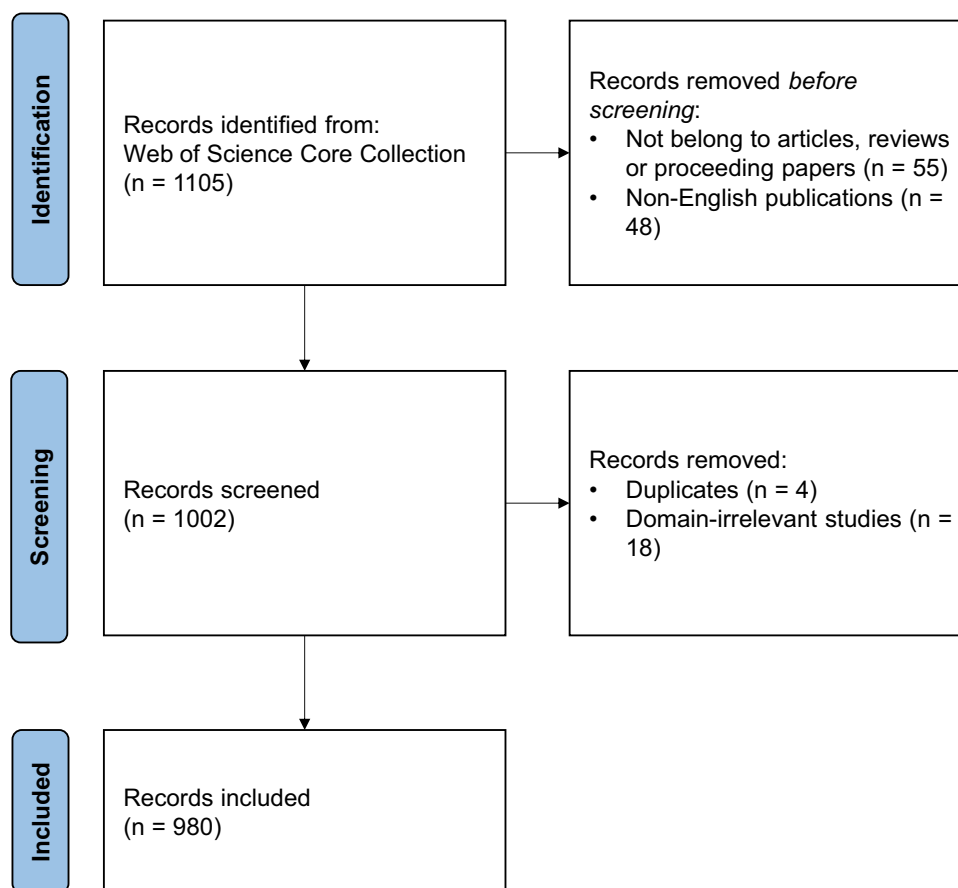 Identification
Records identified from:
Web of Science Core Collection
(n = 1105)
Records removed before
screening:
• Not belong to articles, reviews
or proceeding papers (n = 55)
• Non-English publications (n =
48)
Screening
Records screened
(n = 1002)
Records removed:
• Duplicates (n = 4)
• Domain-irrelevant studies (n =
18)
Included
Records included
(n = 980)